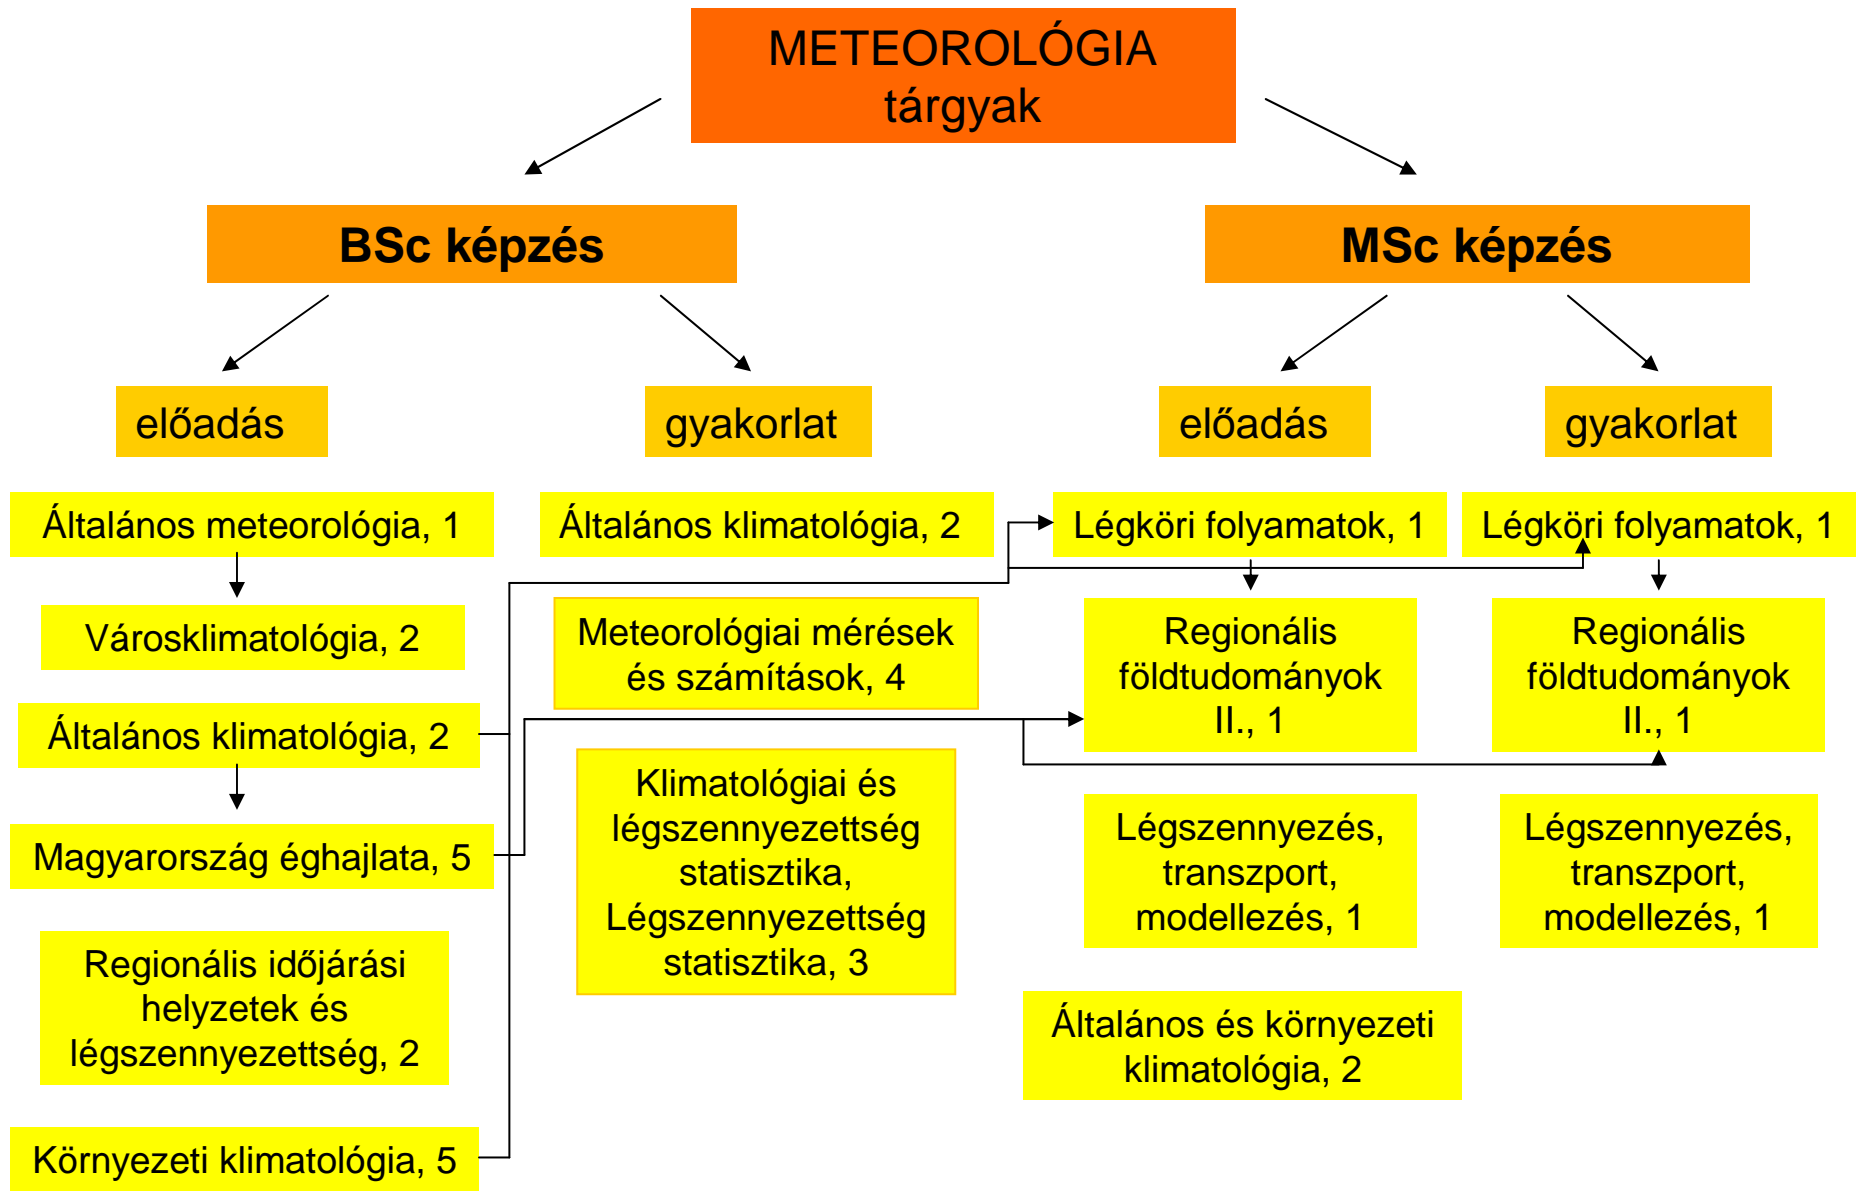 METEOROLÓGIA
tárgyak
BSc képzés
MSc képzés
előadás
gyakorlat
előadás
gyakorlat
Általános meteorológia, 1
Városklimatológia, 2
Általános klimatológia, 2
Magyarország éghajlata, 5
Regionális időjárási
helyzetek és
légszennyezettség, 2
Környezeti klimatológia, 5
Általános klimatológia, 2
Meteorológiai mérések
és számítások, 4
Klimatológiai és
légszennyezettség
statisztika,
Légszennyezettség
statisztika, 3
Légköri folyamatok, 1
Regionális
földtudományok
II., 1
Légszennyezés,
transzport,
modellezés, 1
Általános és környezeti
klimatológia, 2
Légköri folyamatok, 1
Regionális
földtudományok
II., 1
Légszennyezés,
transzport,
modellezés, 1